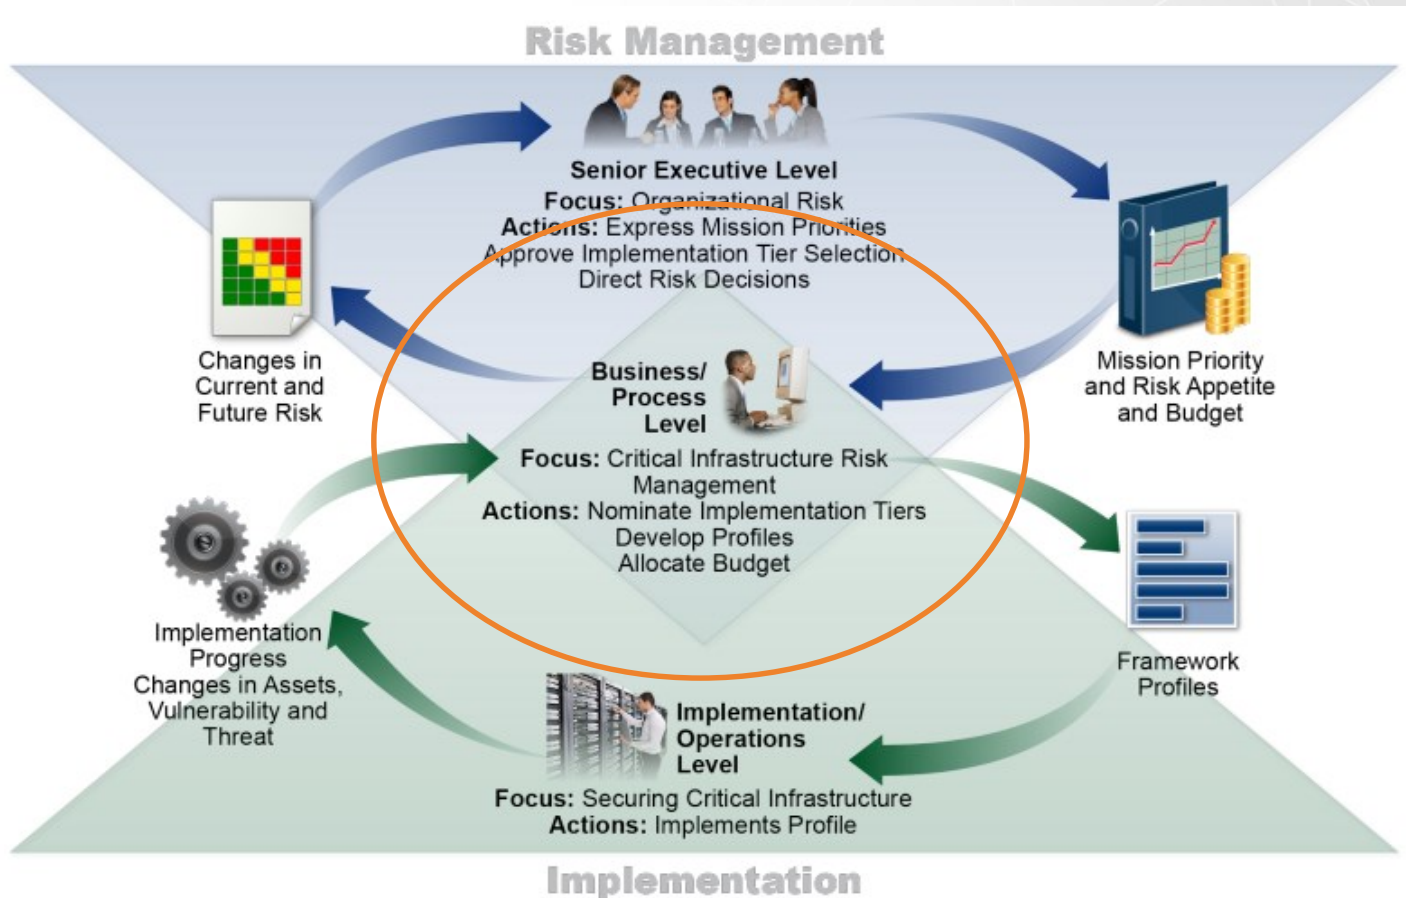 Risk Management
Senior Executive Level
Focus: Organizational Risk
Actions: Express Mission Priorities
Approve Implementation Tier Selection
Direct Risk Decisions
Changes in
Current and
Future Risk
Mission Priority
and Risk Appetite
and Budget
Business/
Process
Level
Focus: Critical Infrastructure Risk
Management
Actions: Nominate Implementation Tiers
Develop Profiles
Allocate Budget
Implementation
Progress
Changes in Assets,
Vulnerability and
Threat
Framework
Profiles
Implementation/
Operations
Level
Focus: Securing Critical Infrastructure
Actions: Implements Profile
Implementation